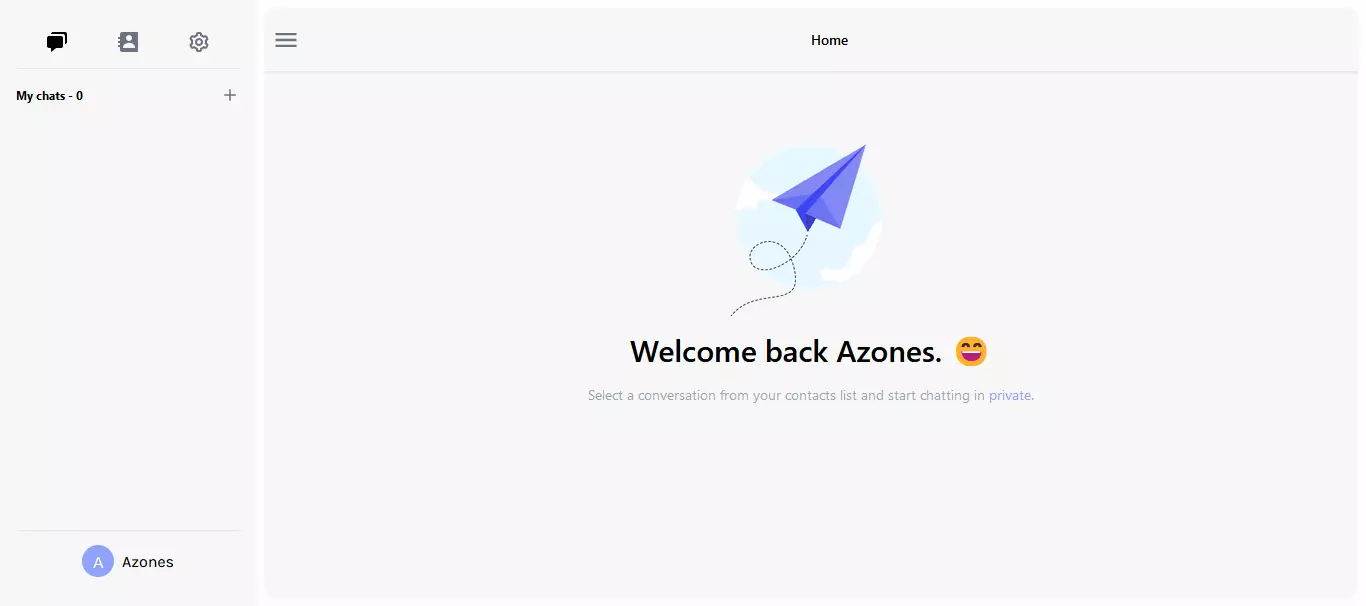 Home
My chats - 0
Welcome back Azones. 😄
Select a conversation from your contacts list and start chatting in private.
A
Azones